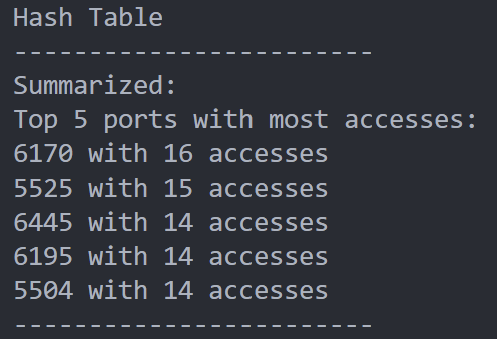 Hash Table
------------------------
Summarized:
Top 5 ports with most accesses:
6170 with 16 accesses
5525 with 15 accesses
6445 with 14 accesses
6195 with 14 accesses
5504 with 14 accesses
------------------------